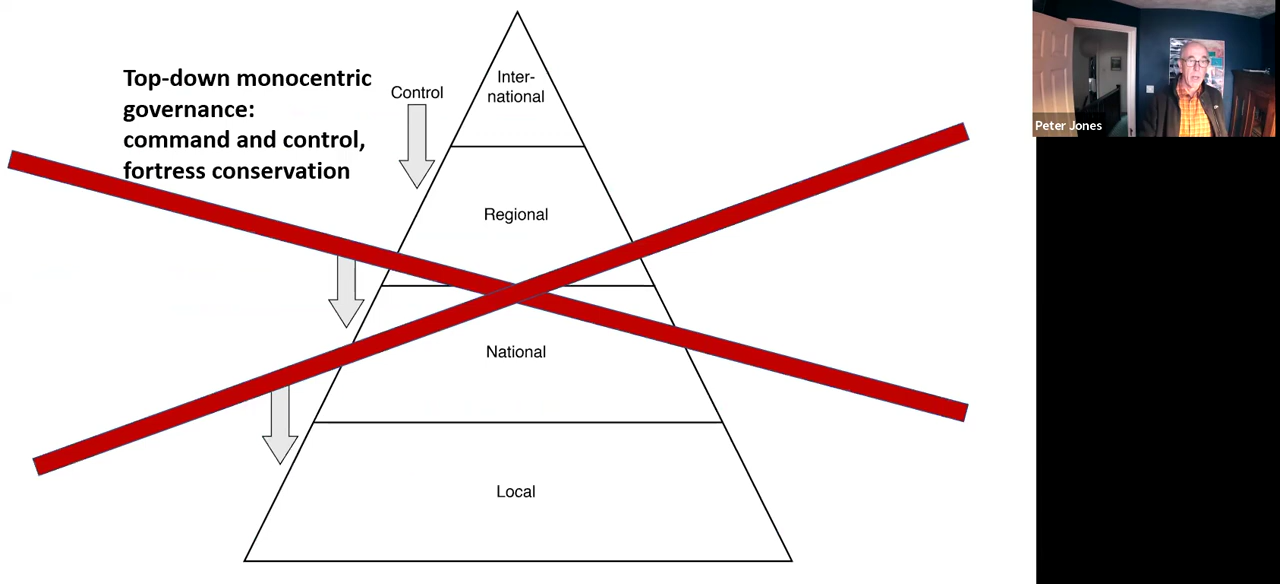 Top-down monocentric
governance:
command and control,
fortress conservation
Control
Inter-
national
Regional
National
Local
Peter Jones